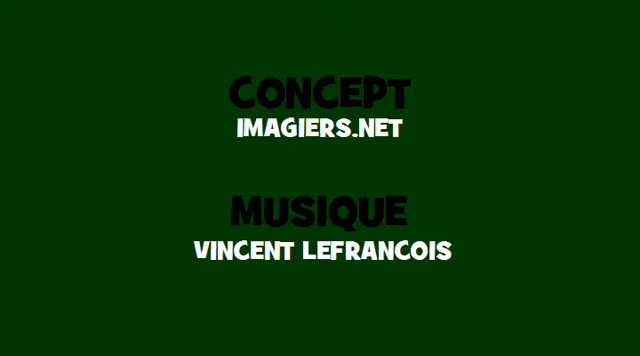 CONCEPT
IMAGIERS.NET
MUSIQUE
VINCENT LEFRANCOIS